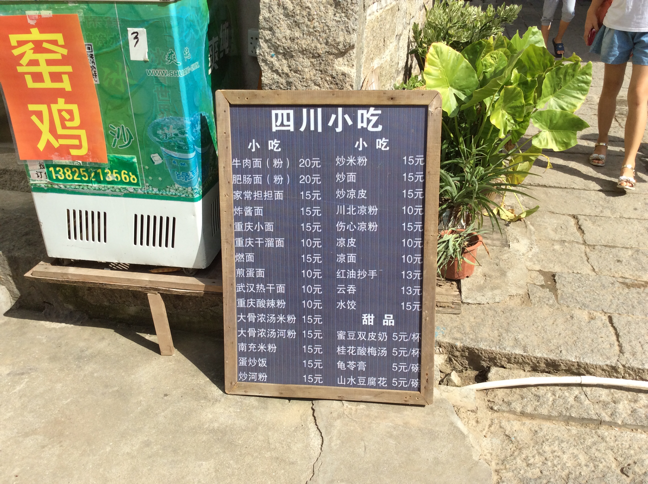 窑
鸡
3
沙
13825213668
四川小吃
小吃
牛肉面(粉) 20元
肥肠面(粉) 20元
家常担担面 15元
炸酱面 15元
重庆小面 15元
重庆干溜面 10元
燃面 15元
煎蛋面 10元
武汉热干面 10元
重庆酸辣粉 10元
大骨浓汤米粉 15元
大骨浓汤河粉 15元
南充米粉 15元
蛋炒饭 15元
炒河粉 15元
小吃
炒米粉 15元
炒面 15元
炒凉皮 15元
川北凉粉 10元
伤心凉粉 15元
凉皮 10元
凉面 10元
红油抄手 13元
云吞 13元
水饺 15元
甜品
蜜豆双皮奶 5元/杯
桂花酸梅汤 5元/杯
龟苓膏 5元/碗
山水豆腐花 5元/碗